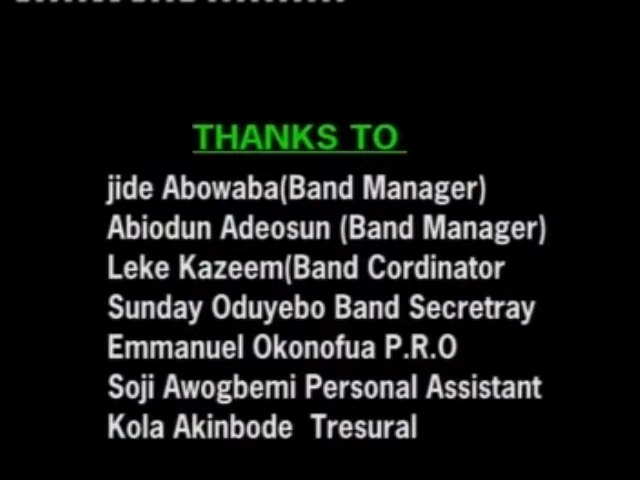 THANKS TO
jide Abowaba(Band Manager)
Abiodun Adeosun (Band Manager)
Leke Kazeem(Band Cordinator
Sunday Oduyebo Band Secretray
Emmanuel Okonofua P.R.O
Soji Awogbemi Personal Assistant
Kola Akinbode Tresural